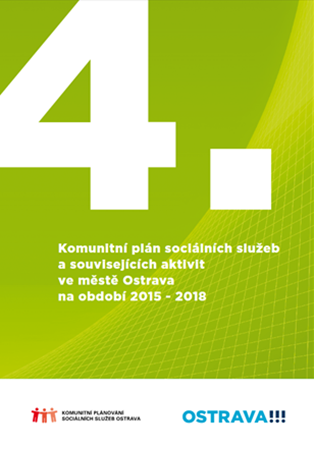 4.
Komunitní plán sociálních služeb
a souvisejících aktivit
ve městě Ostrava
na období 2015 - 2018
KOMUNITNÍ PLÁNOVÁNÍ
SOCIÁLNÍCH SLUŽEB OSTRAVA
OSTRAVA!!!